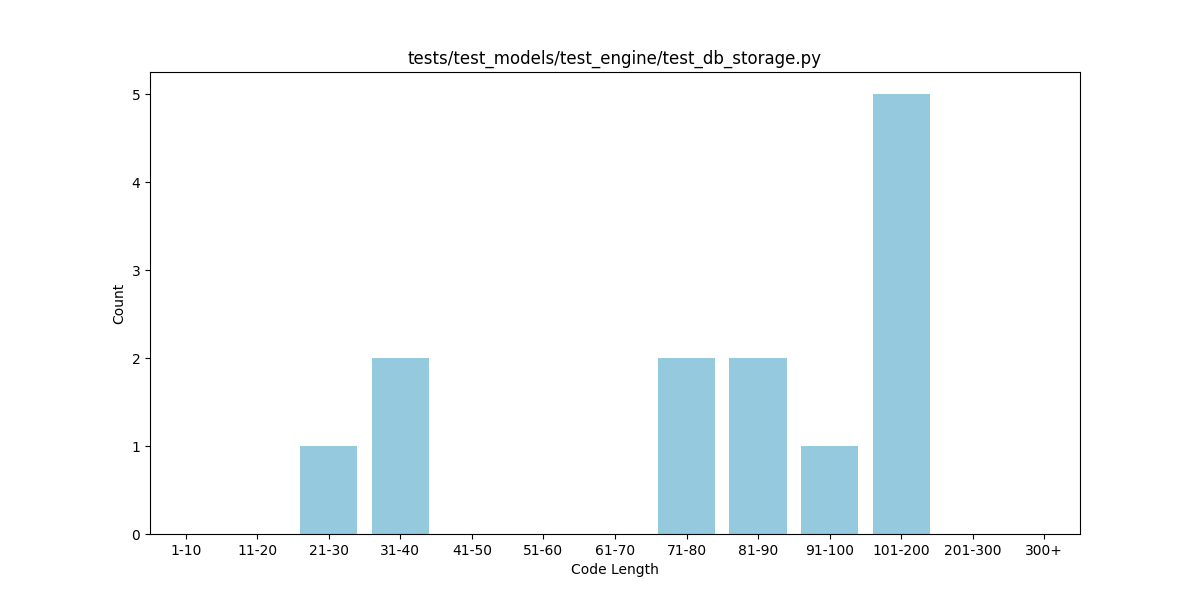 tests/test_models/test_engine/test_db_storage.py
5
4
3
2
1
0
Count
1-10 11-20 21-30 31-40 41-50 51-60 61-70 71-80 81-90 91-100 101-200 201-300 300+
Code Length